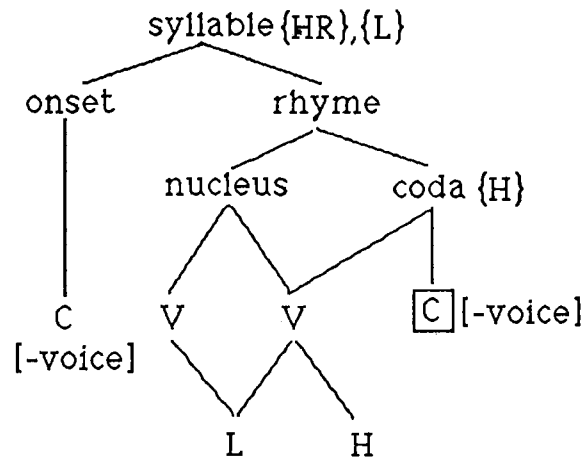 syllable {HR},{L}
onset rhyme
nucleus coda {H}
C V V C [-voice]
[-voice]
L H